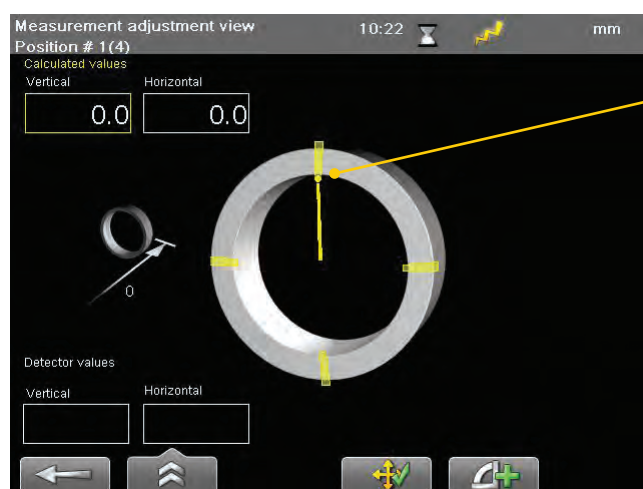 Measurement adjustment view 10:22 mm
Position # 1(4)
Calculated values
Vertical Horizontal
0.0 0.0
0
Detector values
Vertical Horizontal